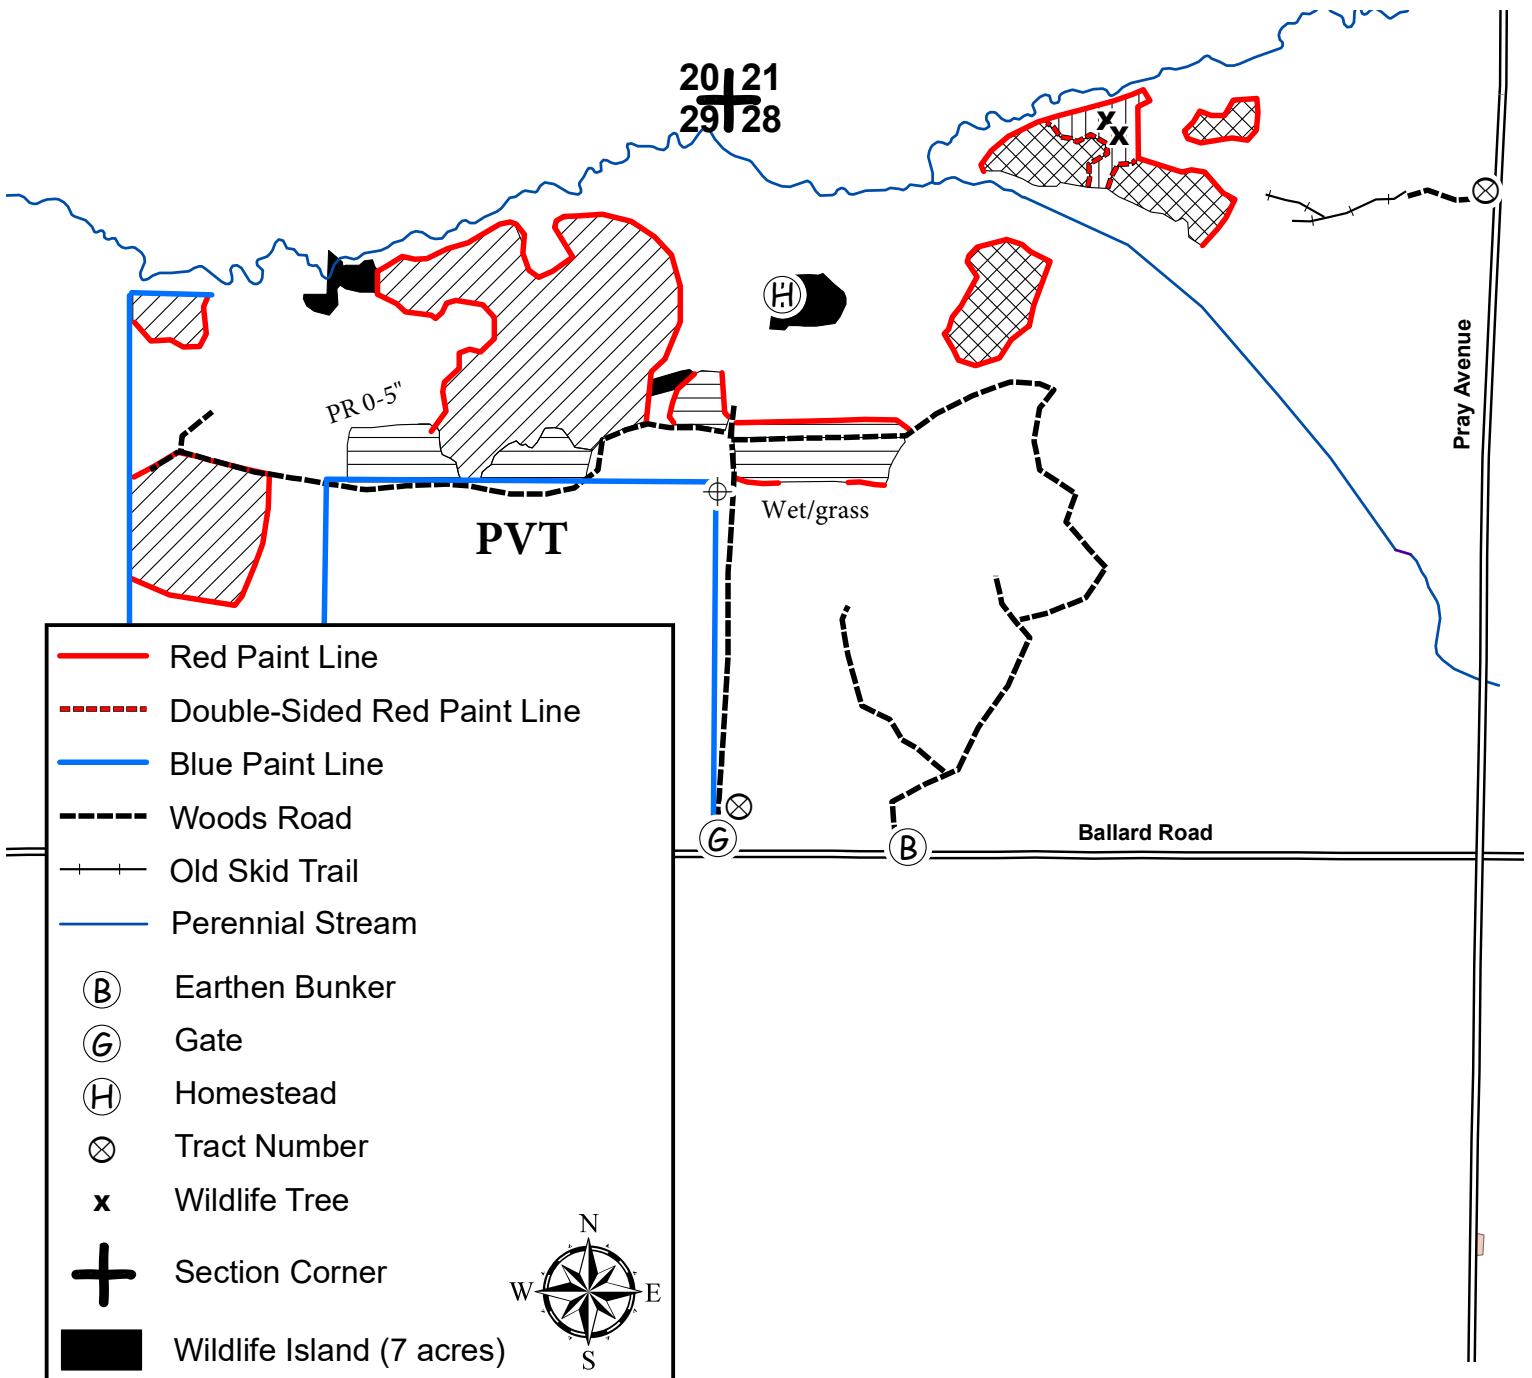 20 21
29 28
Pray Avenue
H
PR 0-5"
Wet/grass
PVT
G
B
Ballard Road
Red Paint Line
Double-Sided Red Paint Line
Blue Paint Line
Woods Road
Old Skid Trail
Perennial Stream
B Earthen Bunker
G Gate
H Homestead
Tract Number
x Wildlife Tree
Section Corner
Wildlife Island (7 acres)
N
W E
S